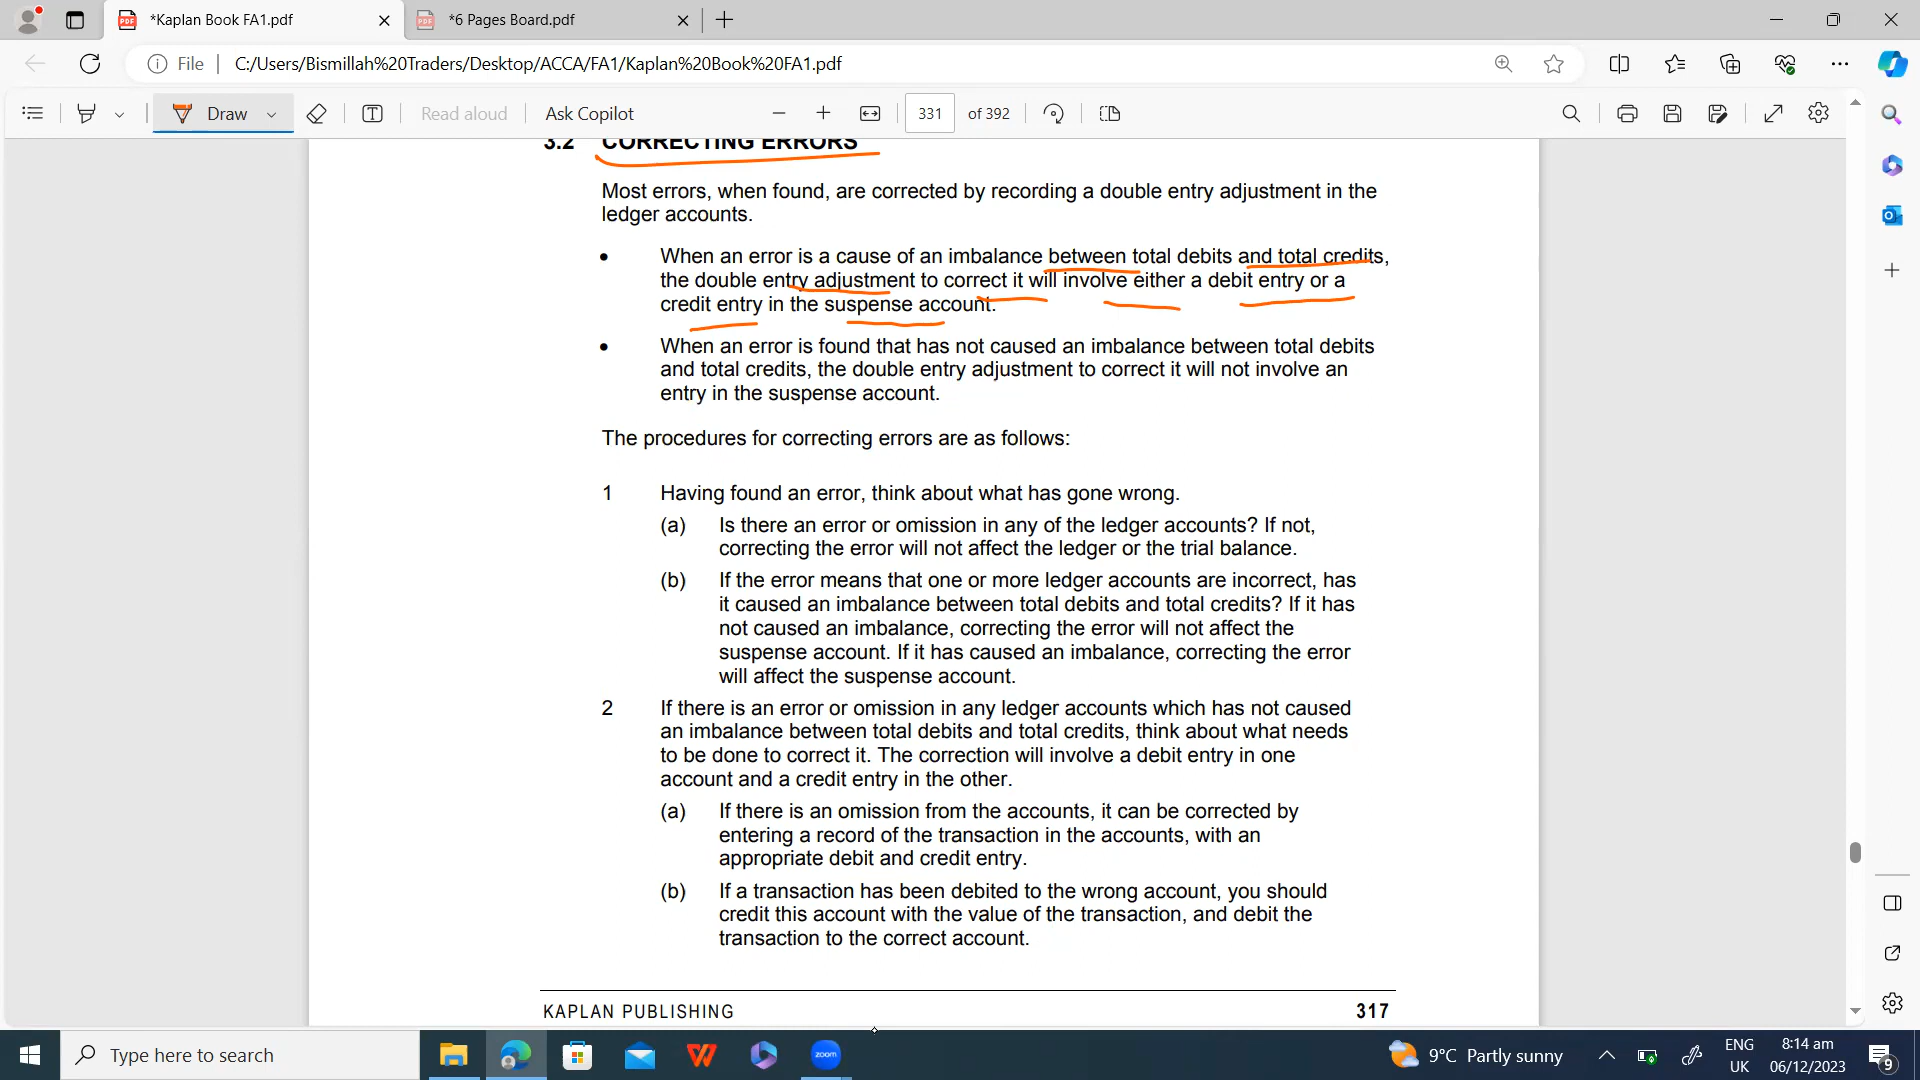 *Kaplan Book FA1.pdf
*6 Pages Board.pdf
File
C:/Users/Bismillah%20Traders/Desktop/ACCA/FA1/Kaplan%20Book%20FA1.pdf
Draw
Read aloud
Ask Copilot
331
of 392
3.2 CORRECTING ERRORS
Most errors, when found, are corrected by recording a double entry adjustment in the
ledger accounts.
• When an error is a cause of an imbalance between total debits and total credits,
the double entry adjustment to correct it will involve either a debit entry or a
credit entry in the suspense account.
• When an error is found that has not caused an imbalance between total debits
and total credits, the double entry adjustment to correct it will not involve an
entry in the suspense account.
The procedures for correcting errors are as follows:
1 Having found an error, think about what has gone wrong.
(a) Is there an error or omission in any of the ledger accounts? If not,
correcting the error will not affect the ledger or the trial balance.
(b) If the error means that one or more ledger accounts are incorrect, has
it caused an imbalance between total debits and total credits? If it has
not caused an imbalance, correcting the error will not affect the
suspense account. If it has caused an imbalance, correcting the error
will affect the suspense account.
2 If there is an error or omission in any ledger accounts which has not caused
an imbalance between total debits and total credits, think about what needs
to be done to correct it. The correction will involve a debit entry in one
account and a credit entry in the other.
(a) If there is an omission from the accounts, it can be corrected by
entering a record of the transaction in the accounts, with an
appropriate debit and credit entry.
(b) If a transaction has been debited to the wrong account, you should
credit this account with the value of the transaction, and debit the
transaction to the correct account.
KAPLAN PUBLISHING 317
Type here to search
zoom
9°C Partly sunny
ENG
UK
8:14 am
06/12/2023
9